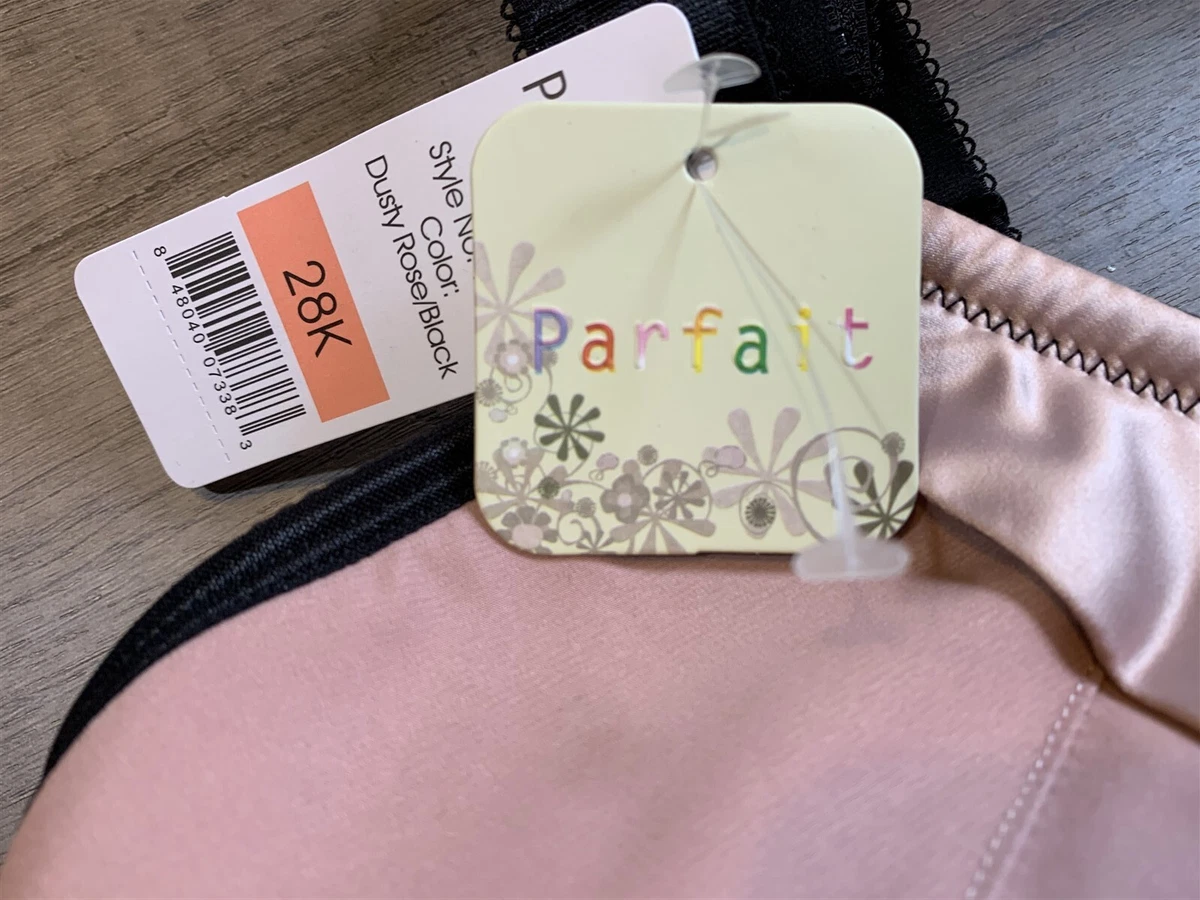 Parfait
P
Style No.
Color:
Dusty Rose/Black
28K
8 48040 07338 3